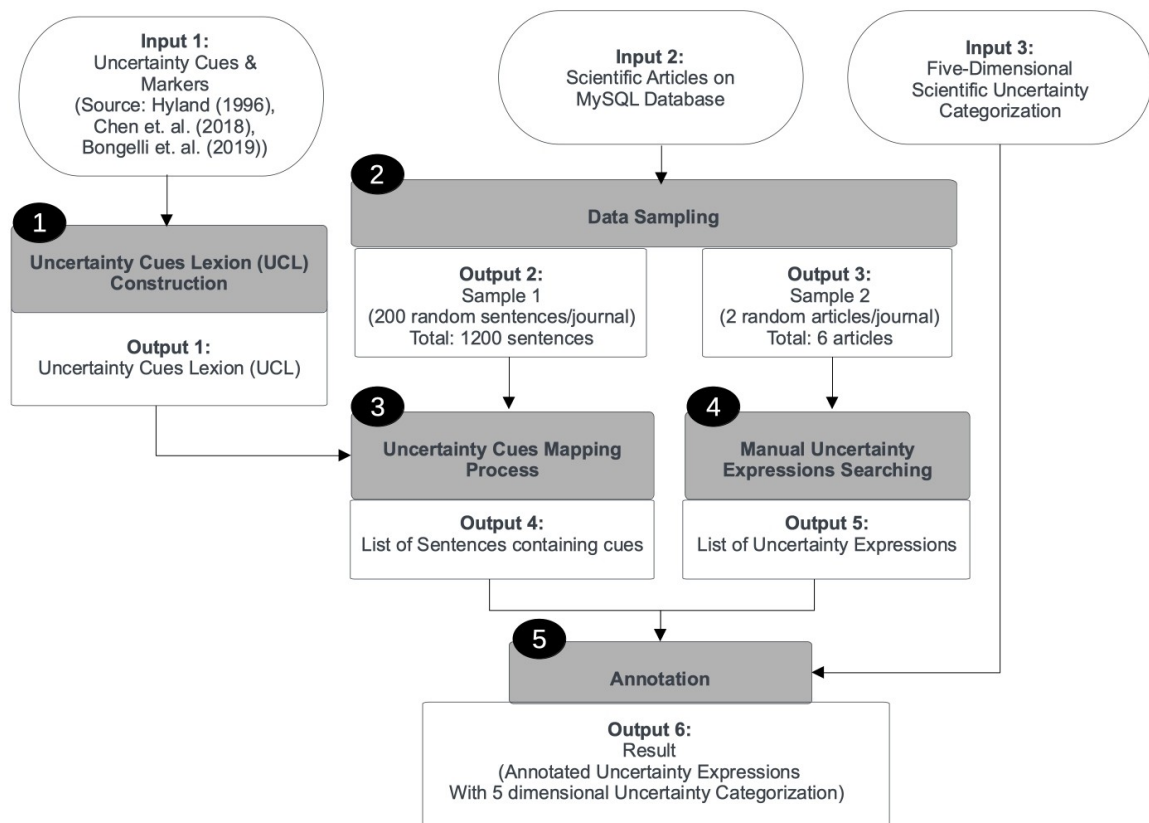 Input 1:
Uncertainty Cues &
Markers
(Source: Hyland (1996),
Chen et. al. (2018),
Bongelli et. al. (2019))
Input 2:
Scientific Articles on
MySQL Database
Input 3:
Five-Dimensional
Scientific Uncertainty
Categorization
1
Uncertainty Cues Lexion (UCL)
Construction
Output 1:
Uncertainty Cues Lexion (UCL)
2
Data Sampling
Output 2:
Sample 1
(200 random sentences/journal)
Total: 1200 sentences
Output 3:
Sample 2
(2 random articles/journal)
Total: 6 articles
3
Uncertainty Cues Mapping
Process
Output 4:
List of Sentences containing cues
4
Manual Uncertainty
Expressions Searching
Output 5:
List of Uncertainty Expressions
5
Annotation
Output 6:
Result
(Annotated Uncertainty Expressions
With 5 dimensional Uncertainty Categorization)